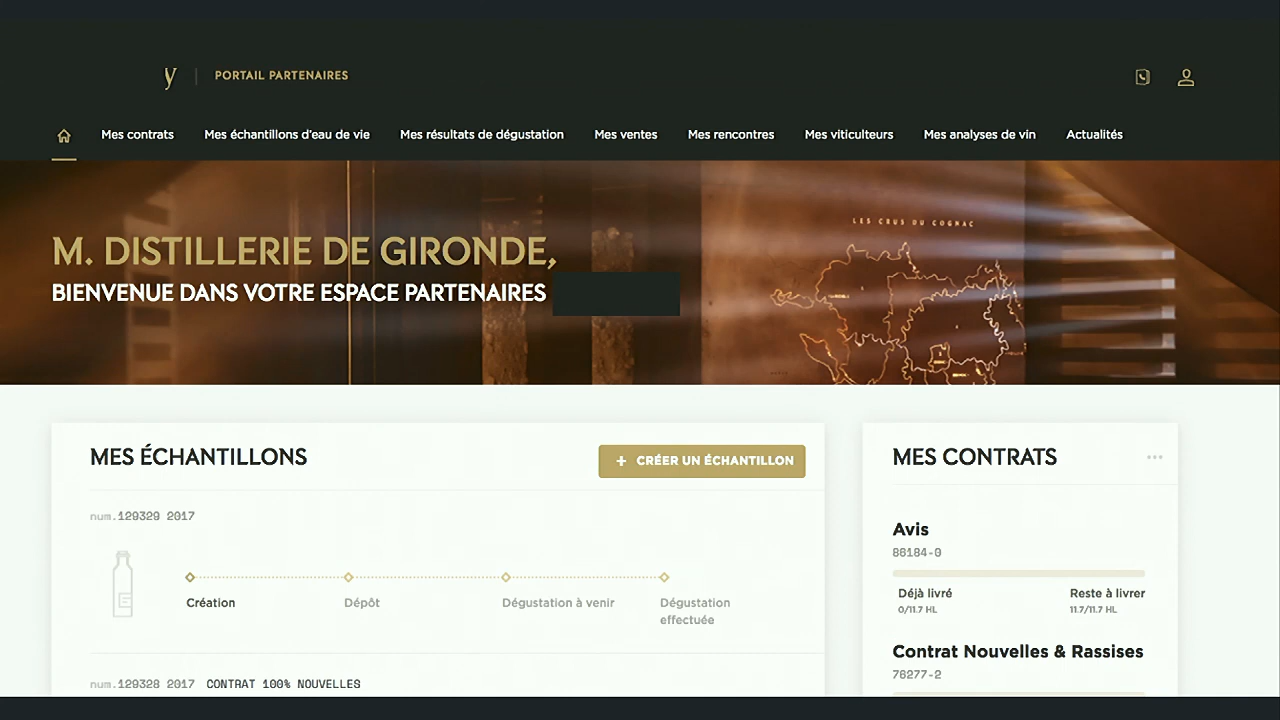 y
PORTAIL PARTENAIRES
Mes contrats Mes échantillons d'eau de vie Mes résultats de dégustation Mes ventes Mes rencontres Mes viticulteurs Mes analyses de vin Actualités
LES CRUS DU COGNAC
M. DISTILLERIE DE GIRONDE,
BIENVENUE DANS VOTRE ESPACE PARTENAIRES
MES ÉCHANTILLONS
+ CRÉER UN ÉCHANTILLON
num.129329 2017
Création
Dépôt
Dégustation à venir
Dégustation
effectuée
num.129328 2017 CONTRAT 100% NOUVELLES
MES CONTRATS
Avis
86184-0
Déjà livré
0/11.7 HL
Reste à livrer
11.7/11.7 HL
Contrat Nouvelles & Rassises
76277-2